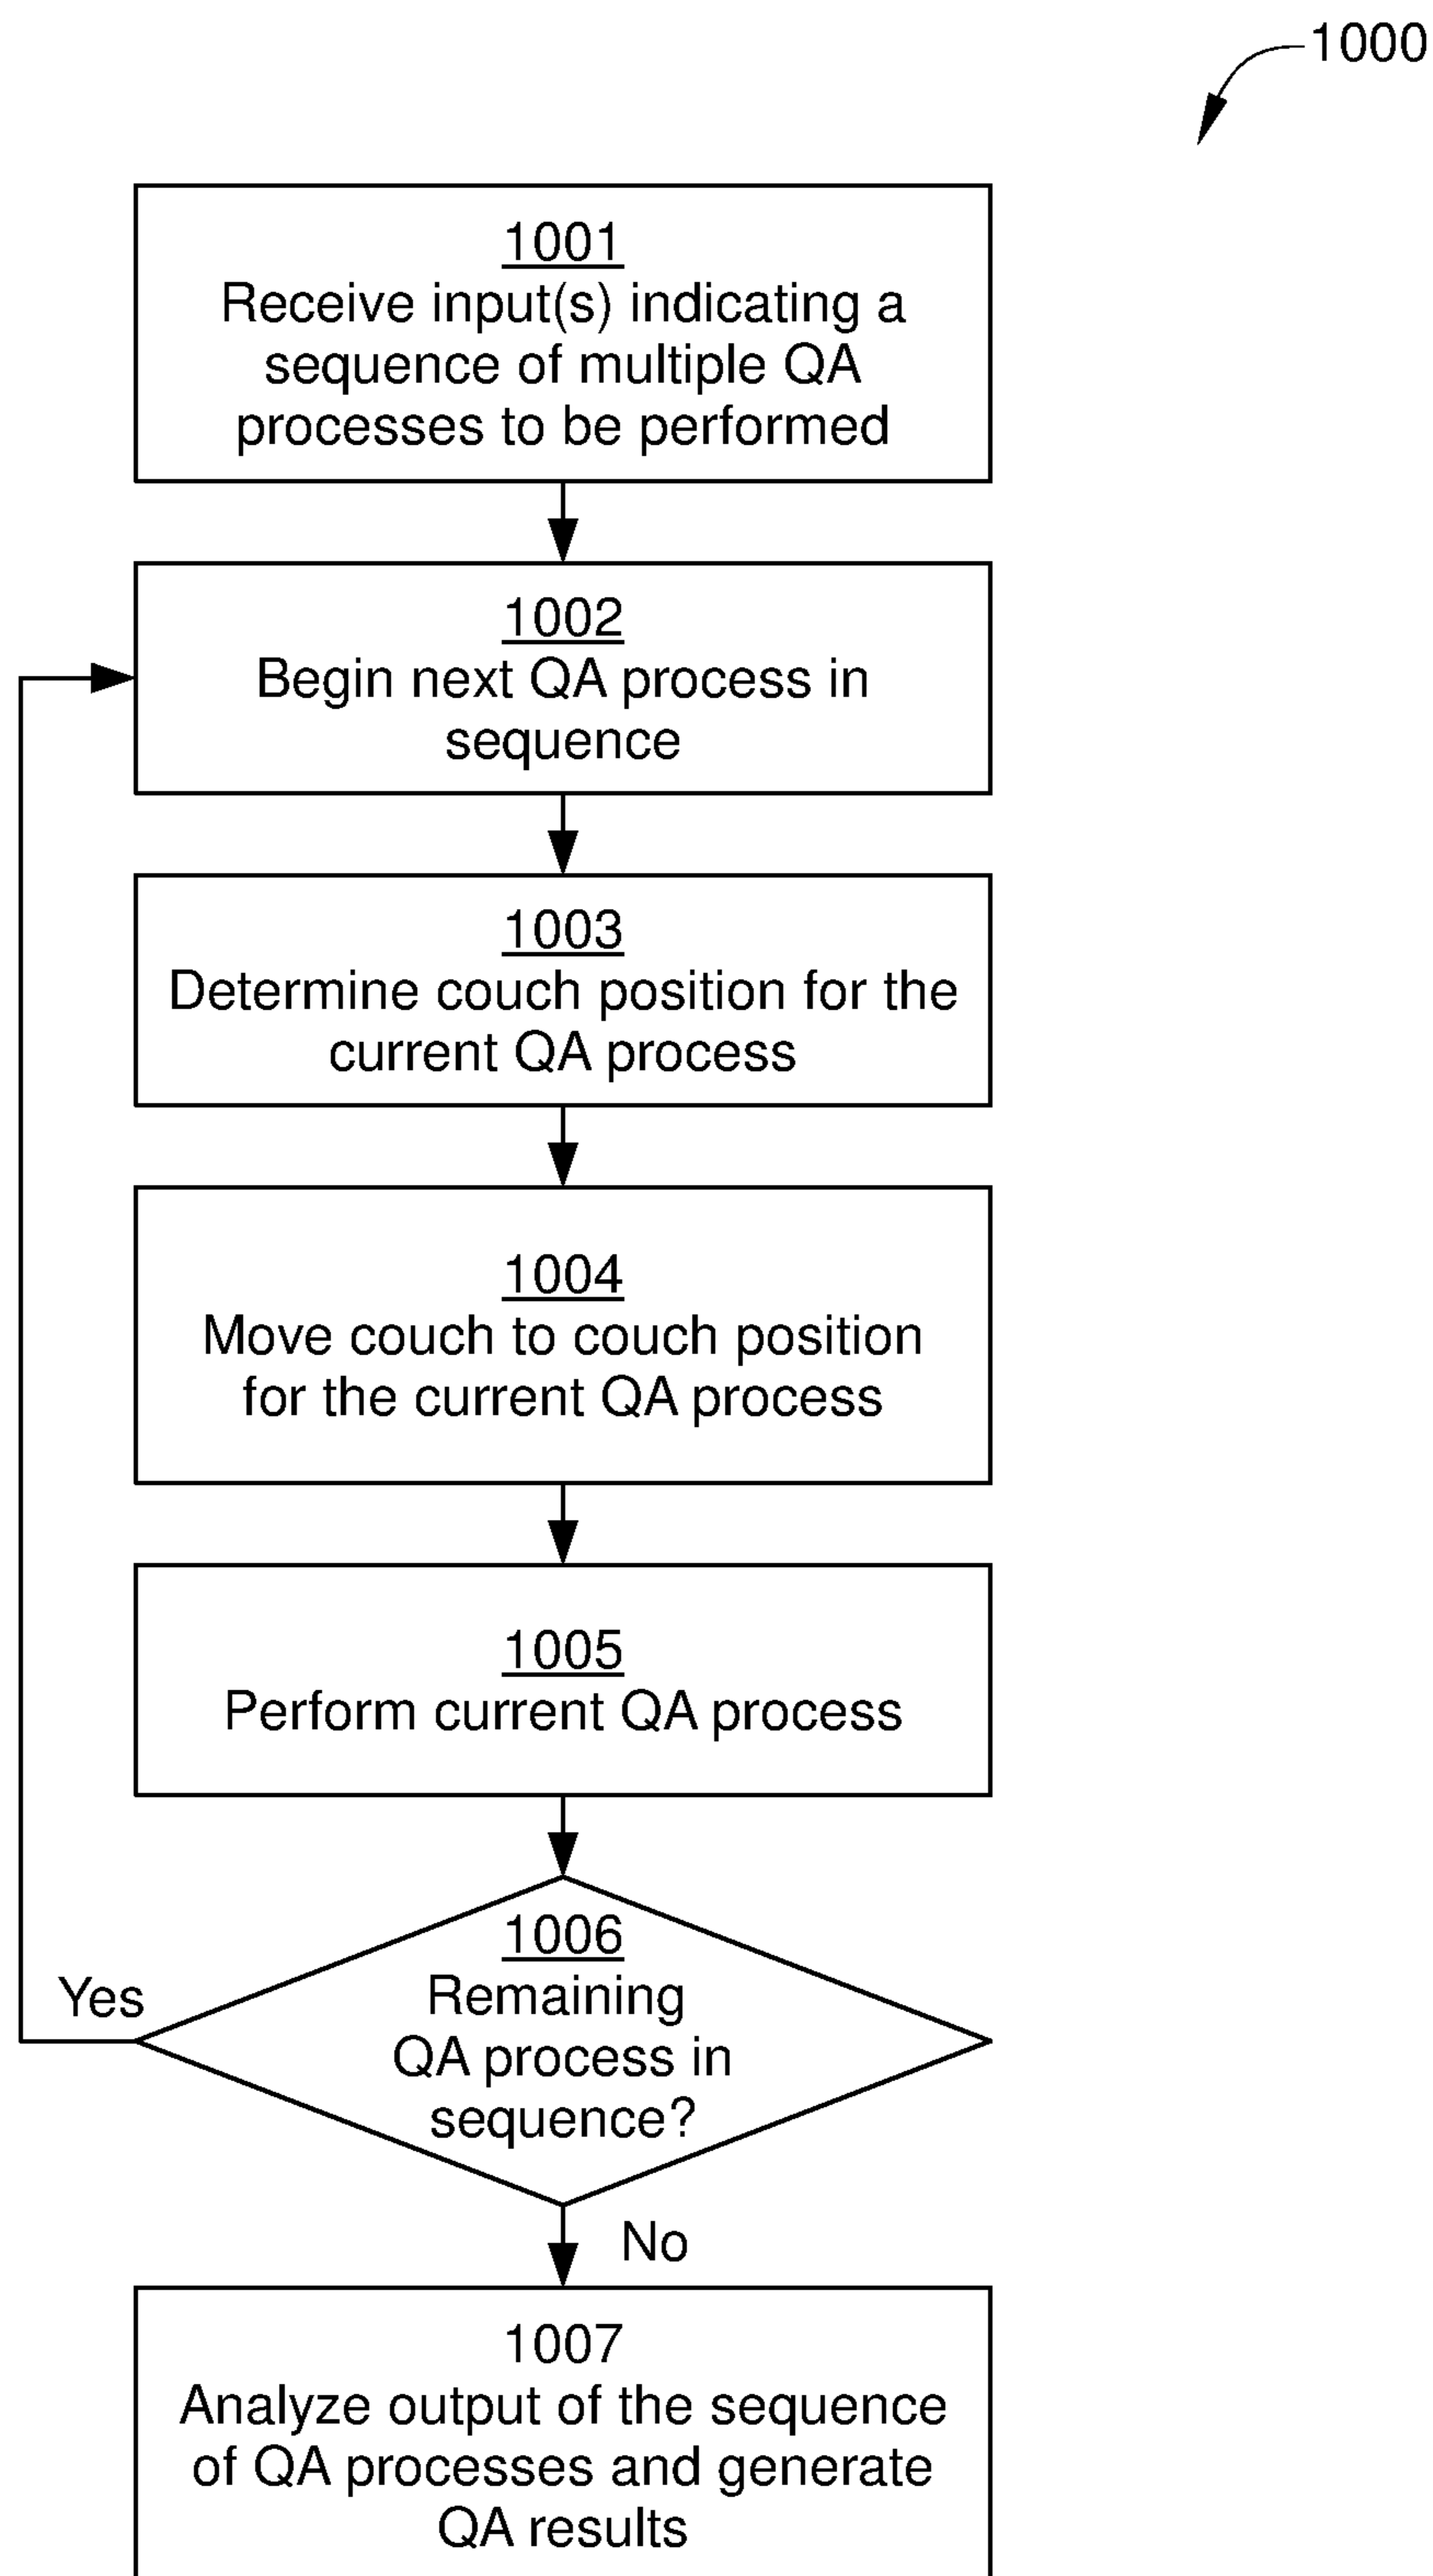 1000
1001
Receive input(s) indicating a
sequence of multiple QA
processes to be performed
1002
Begin next QA process in
sequence
1003
Determine couch position for the
current QA process
1004
Move couch to couch position
for the current QA process
1005
Perform current QA process
1006
Remaining
QA process in
sequence?
Yes
No
1007
Analyze output of the sequence
of QA processes and generate
QA results